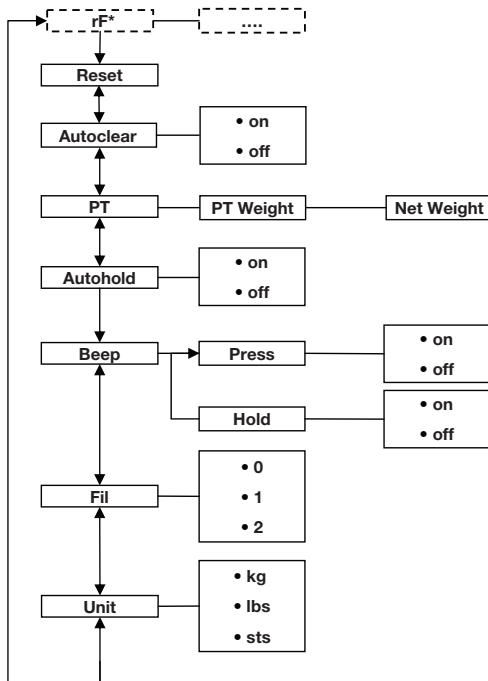 rF*
....
Reset
Autoclear
• on
• off
PT
PT Weight
Net Weight
Autohold
• on
• off
Beep
Press
• on
• off
Hold
• on
• off
Fil
• 0
• 1
• 2
Unit
• kg
• lbs
• sts